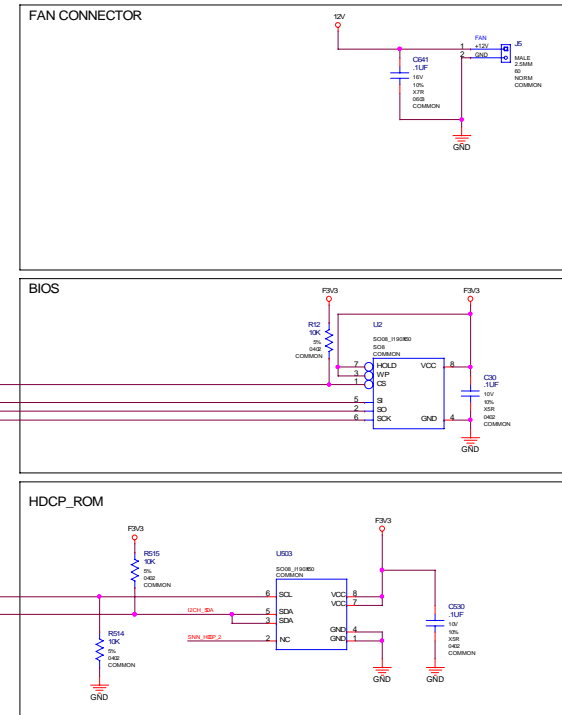 FAN CONNECTOR
12V
C641
.1UF
16V
10%
X7R
0603
COMMON
1
2
FAN
+12V
GND
J5
MALE
2.5MM
60
NORM
COMMON
GND
BIOS
F3V3
F3V3
R12
10K
5%
0402
COMMON
U2
SO8
COMMON
7 HOLD VCC 8
3 WP
1 CS
5 SI
2 SO
6 SCK GND 4
C30
.1UF
10V
10%
X5R
0402
COMMON
GND
HDCP_ROM
F3V3
F3V3
R515
10K
5%
0402
COMMON
U503
COMMON
6 SCL VCC 8
VCC 7
I2CH_SDA 5 SDA
3 SDA
GND 4
2 NC GND 1
R514
10K
5%
0402
COMMON
C530
.1UF
10V
10%
X5R
0402
COMMON
GND
GND
GND